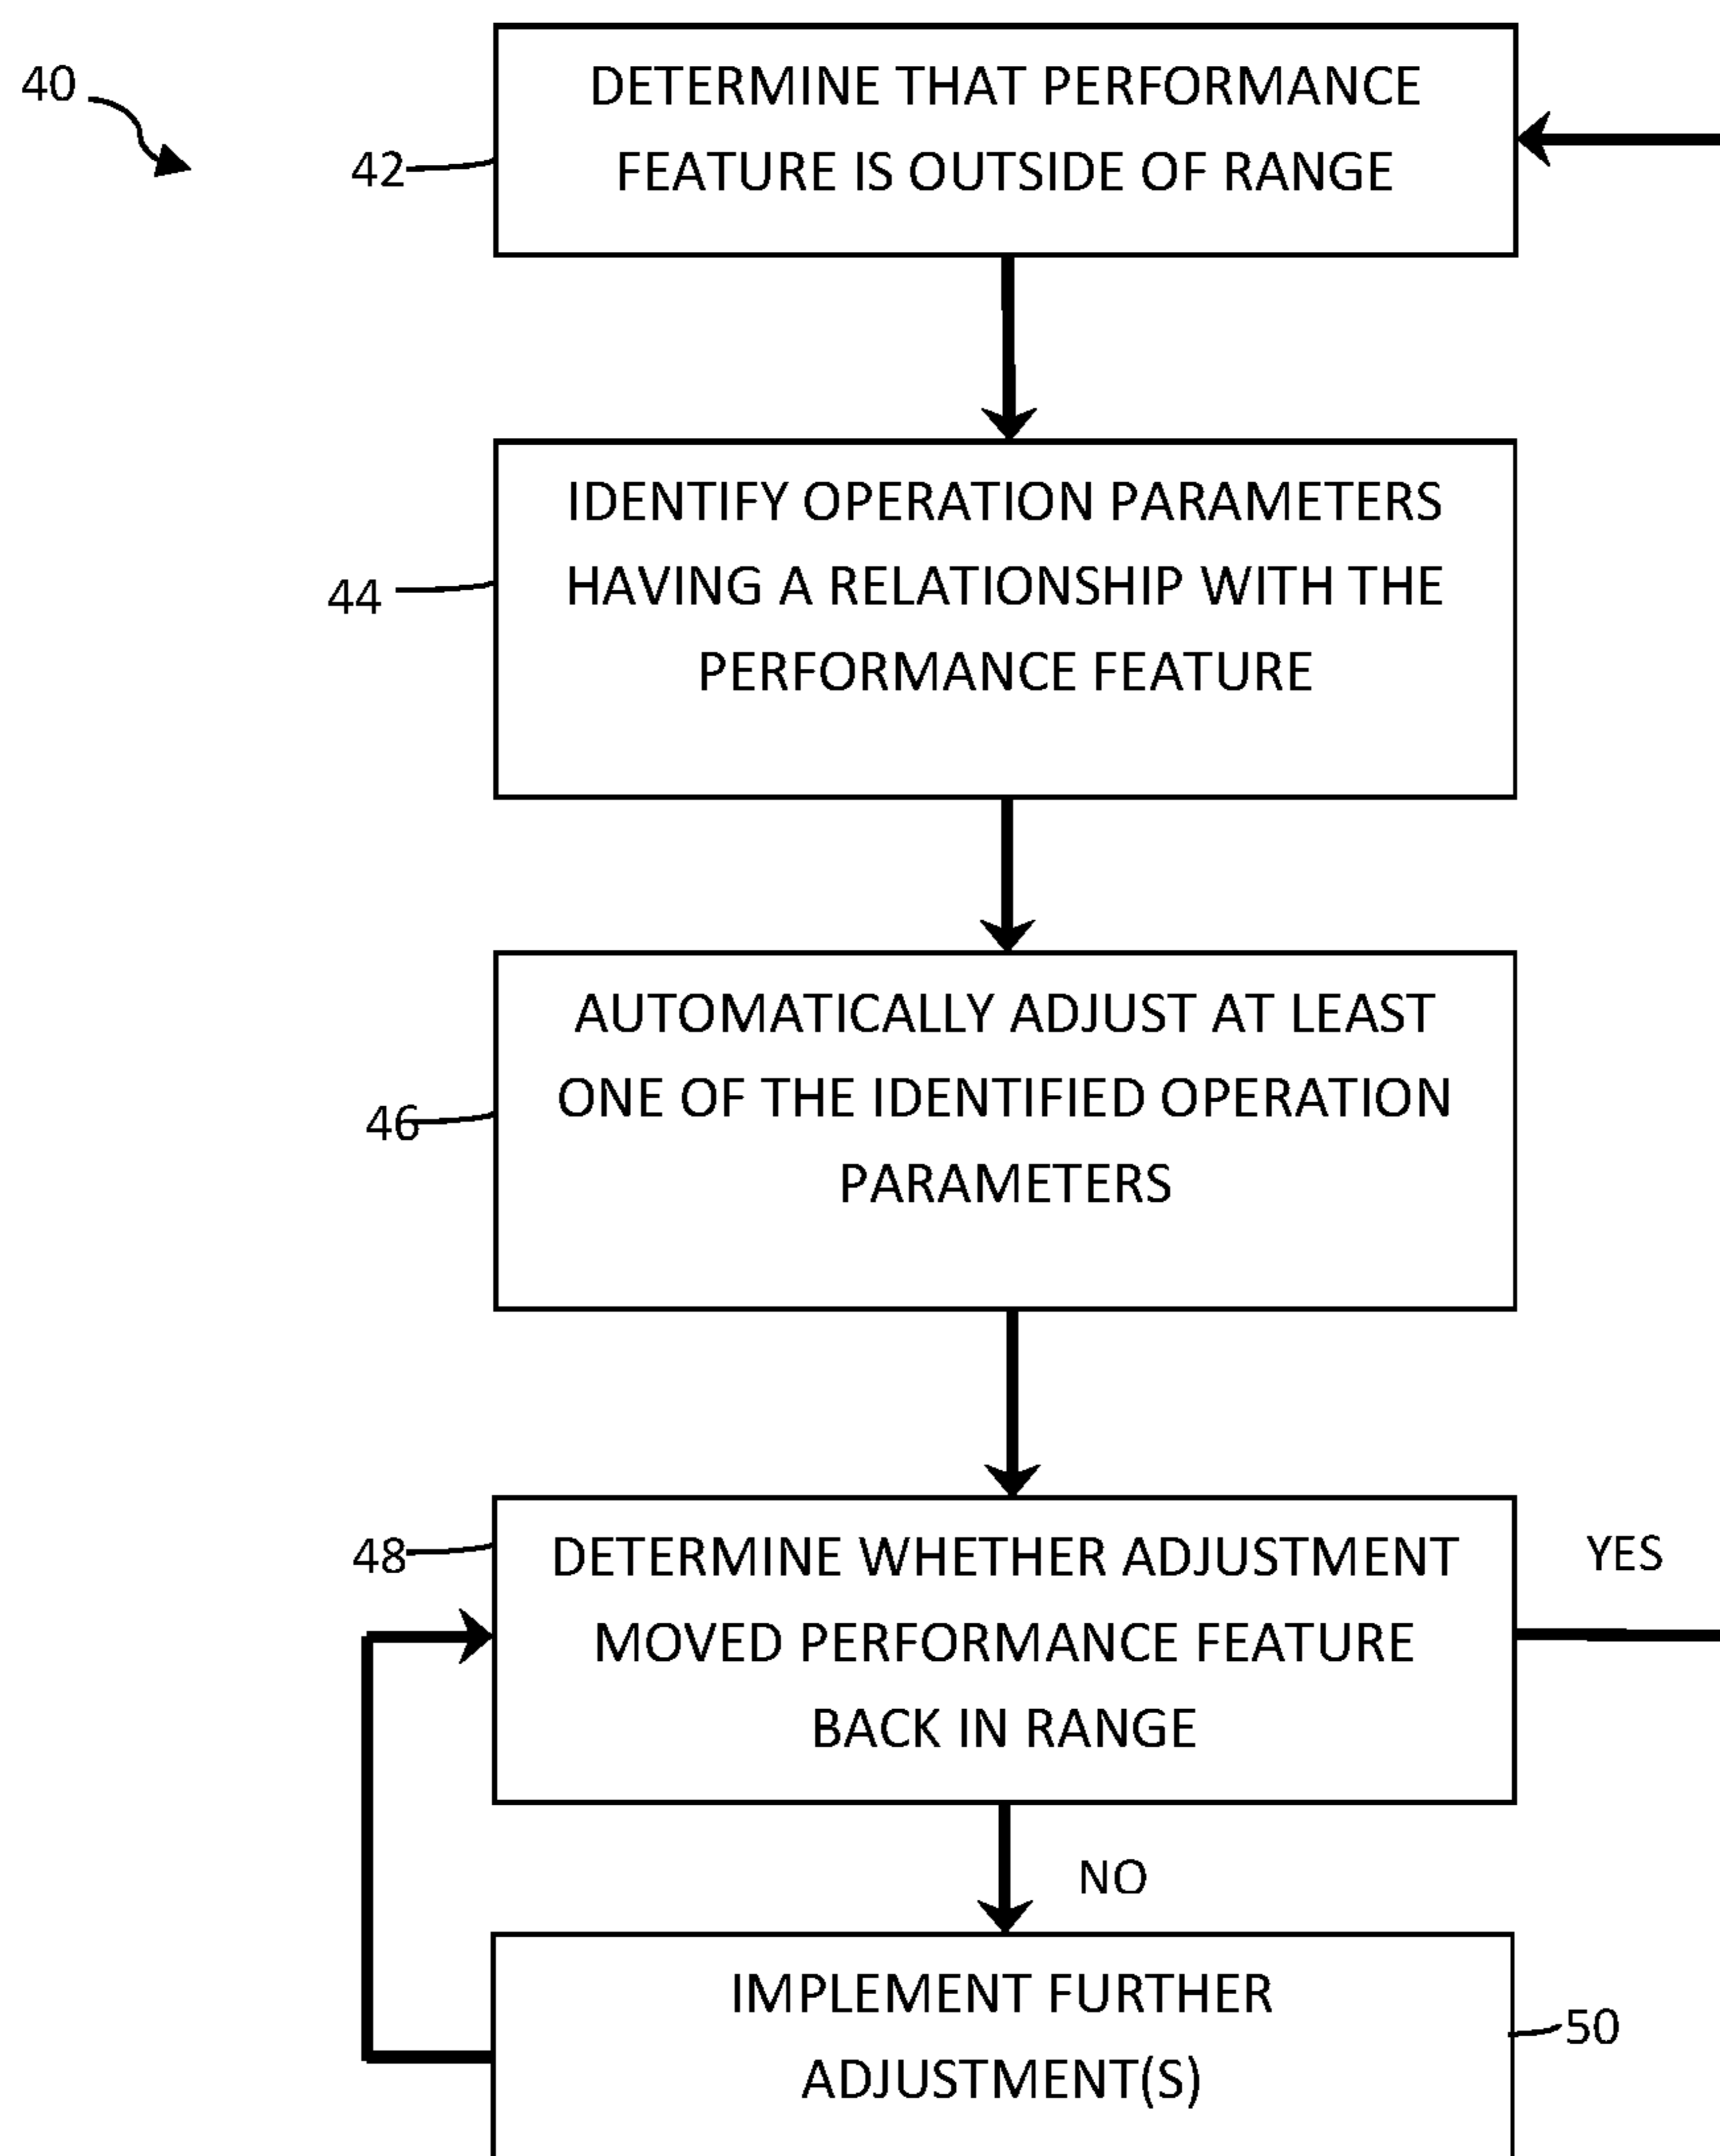 40
42
DETERMINE THAT PERFORMANCE
FEATURE IS OUTSIDE OF RANGE
44
IDENTIFY OPERATION PARAMETERS
HAVING A RELATIONSHIP WITH THE
PERFORMANCE FEATURE
46
AUTOMATICALLY ADJUST AT LEAST
ONE OF THE IDENTIFIED OPERATION
PARAMETERS
48
DETERMINE WHETHER ADJUSTMENT
MOVED PERFORMANCE FEATURE
BACK IN RANGE
YES
NO
IMPLEMENT FURTHER
ADJUSTMENT(S)
50